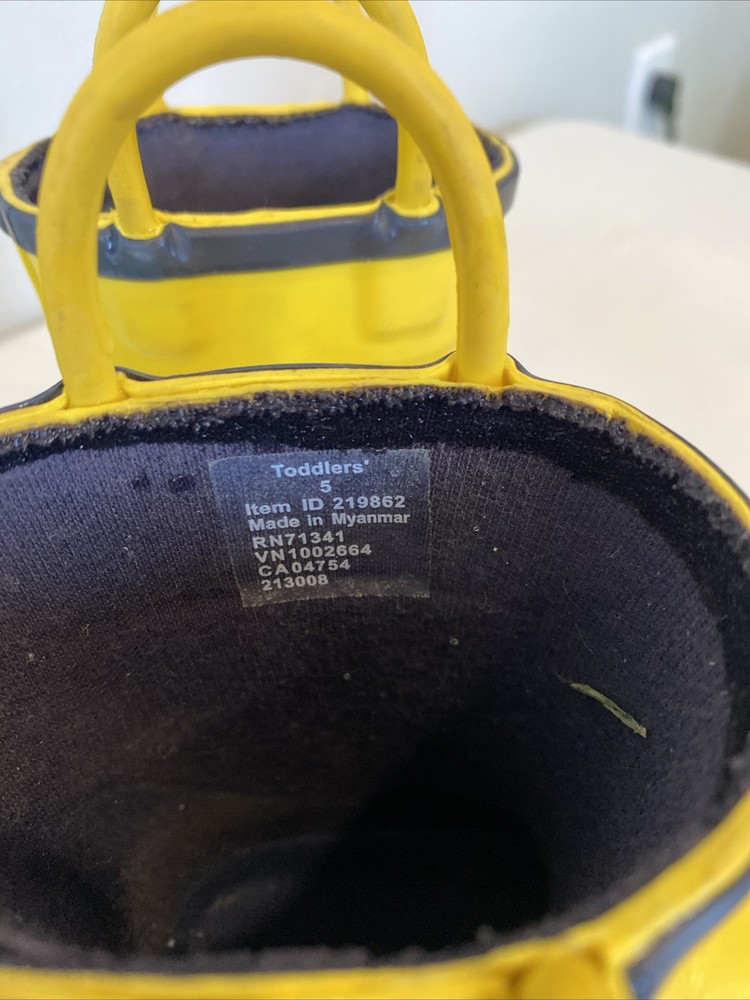 Toddlers'
5
Item ID 219862
Made in Myanmar
RN71341
VN1002664
CA04754
213008